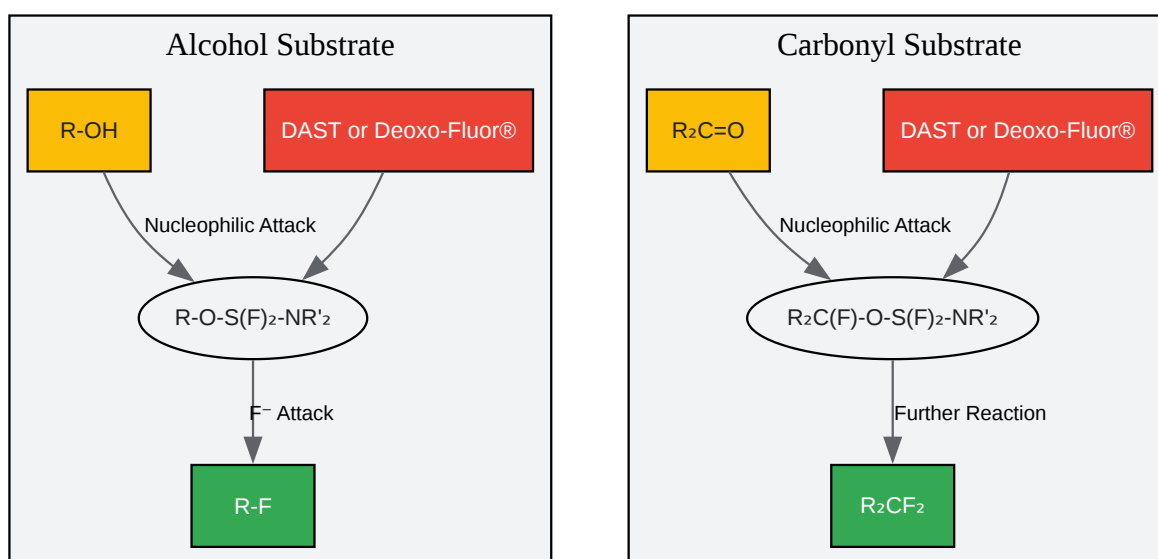 Alcohol Substrate
R-OH
DAST or Deoxo-Fluor®
Nucleophilic Attack
R-O-S(F)₂-NR'₂
F⁻ Attack
R-F
Carbonyl Substrate
R₂C=O
DAST or Deoxo-Fluor®
Nucleophilic Attack
R₂C(F)-O-S(F)₂-NR'₂
Further Reaction
R₂CF₂